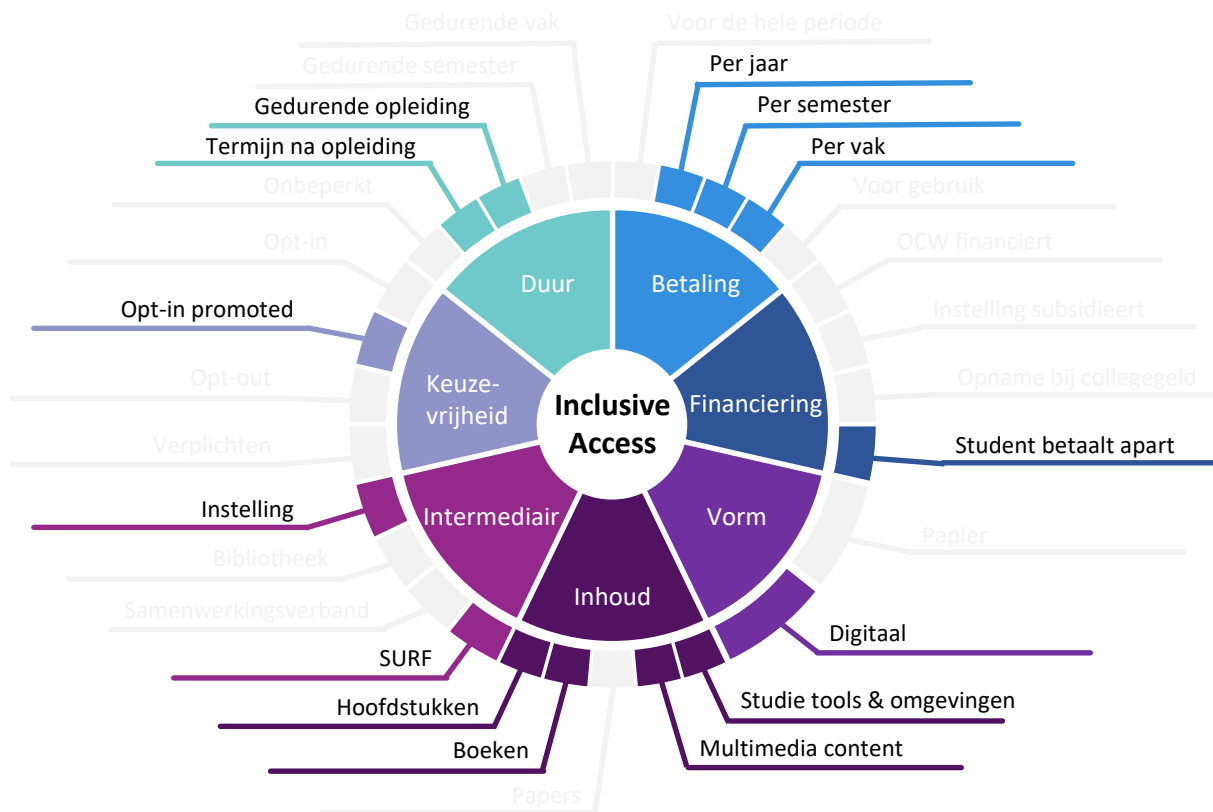 Gedurende vak
Voor de hele periode
Gedurende semester
Per jaar
Gedurende opleiding
Per semester
Termijn na opleiding
Per vak
Onbeperkt
Voor gebruik
Opt-in
OCW financiert
Duur
Betaling
Opt-in promoted
Instelling subsidieert
Opt-out
Opname bij collegegeld
Keuze-
vrijheid
Financiering
Inclusive
Access
Verplichten
Student betaalt apart
Instelling
Intermediair
Vorm
Bibliotheek
Papier
Samenwerkingsverband
Inhoud
Digitaal
SURF
Hoofdstukken
Studie tools & omgevingen
Boeken
Multimedia content
Papers